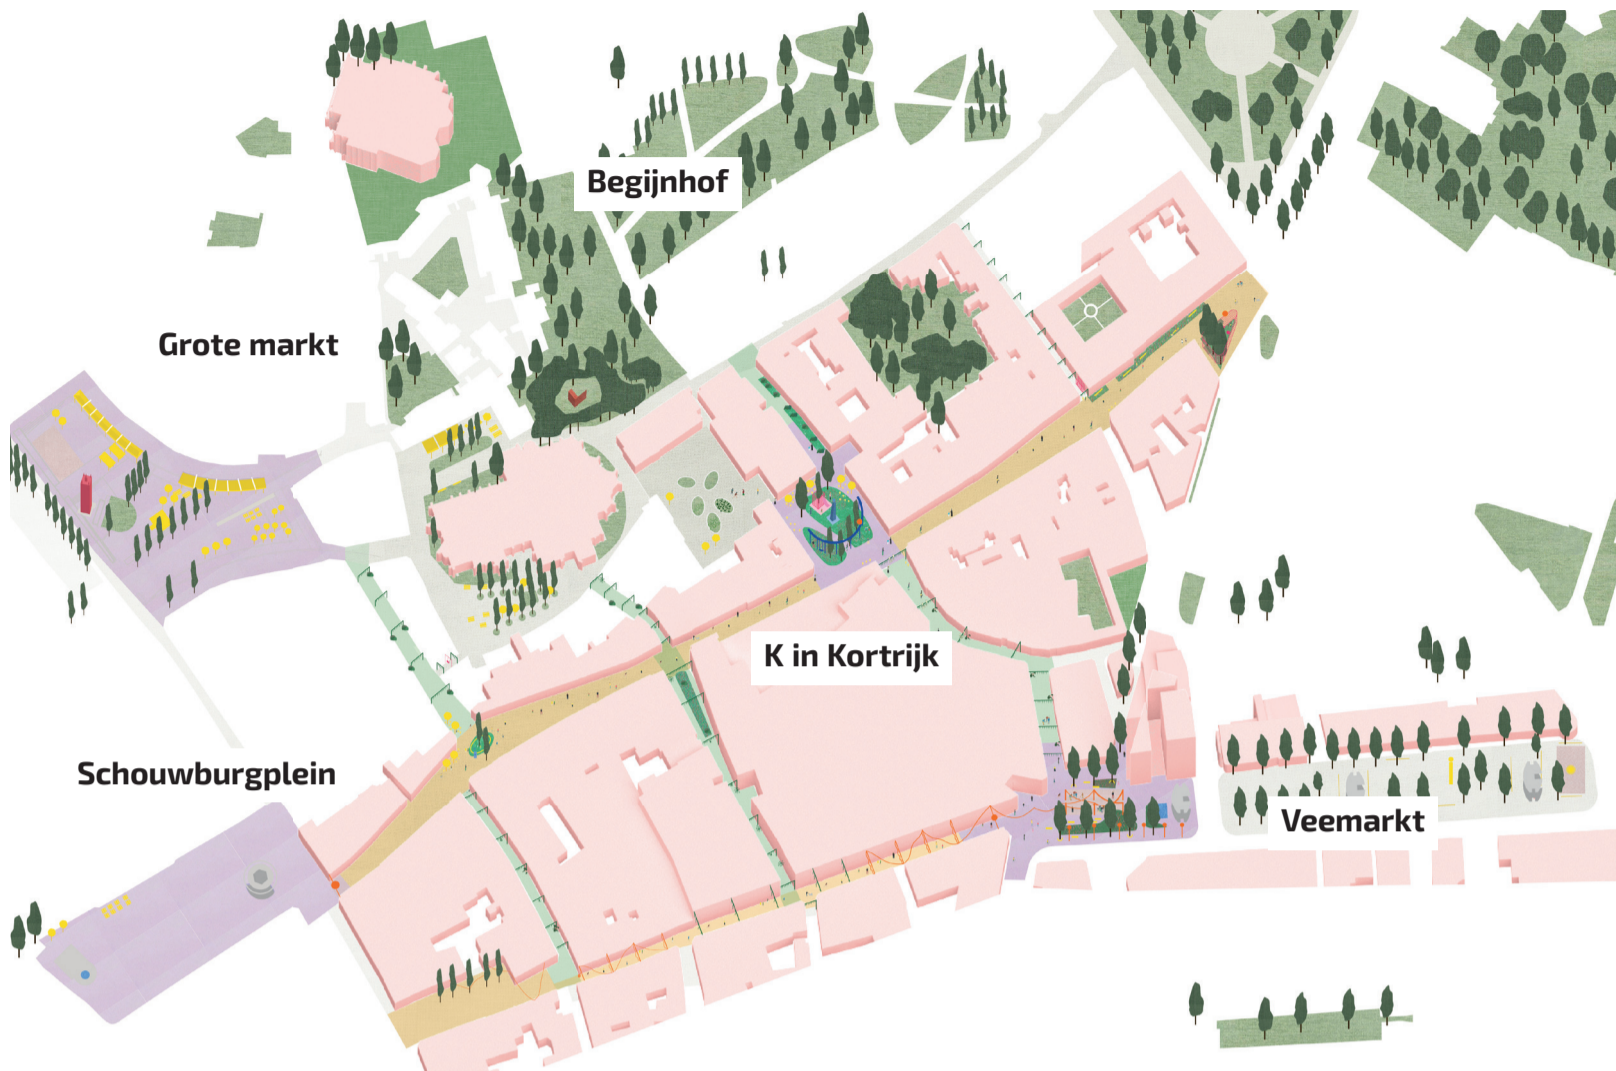 Begijnhof
Grote markt
K in Kortrijk
Schouwburgplein
Veemarkt